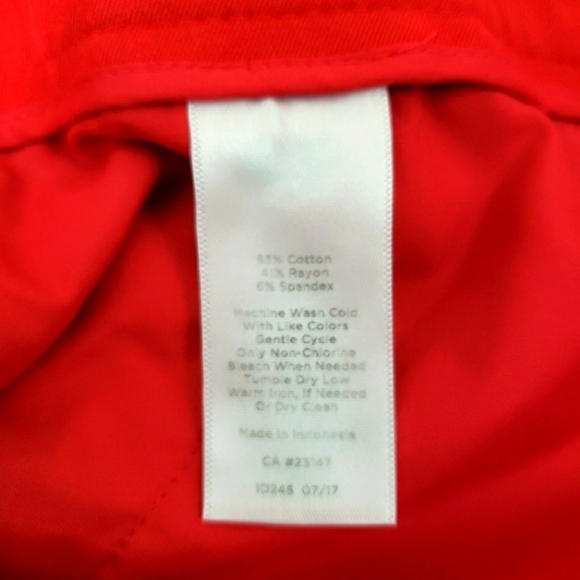 53% Cotton
41% Rayon
6% Spandex
Machine Wash Cold
With Like Colors
Gentle Cycle
Only Non-Chlorine
Bleach When Needed
Tumble Dry Low
Warm Iron, If Needed
Or Dry Clean
Made in Indonesia
CA #23147
ID245 07/17